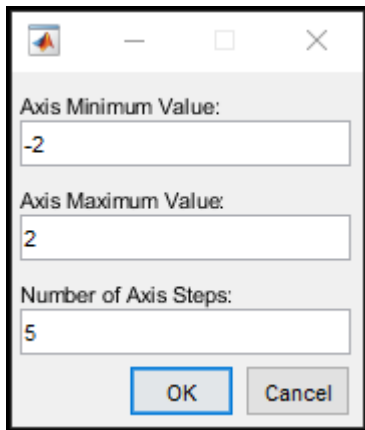 Axis Minimum Value:
-2
Axis Maximum Value:
2
Number of Axis Steps:
5
OK Cancel